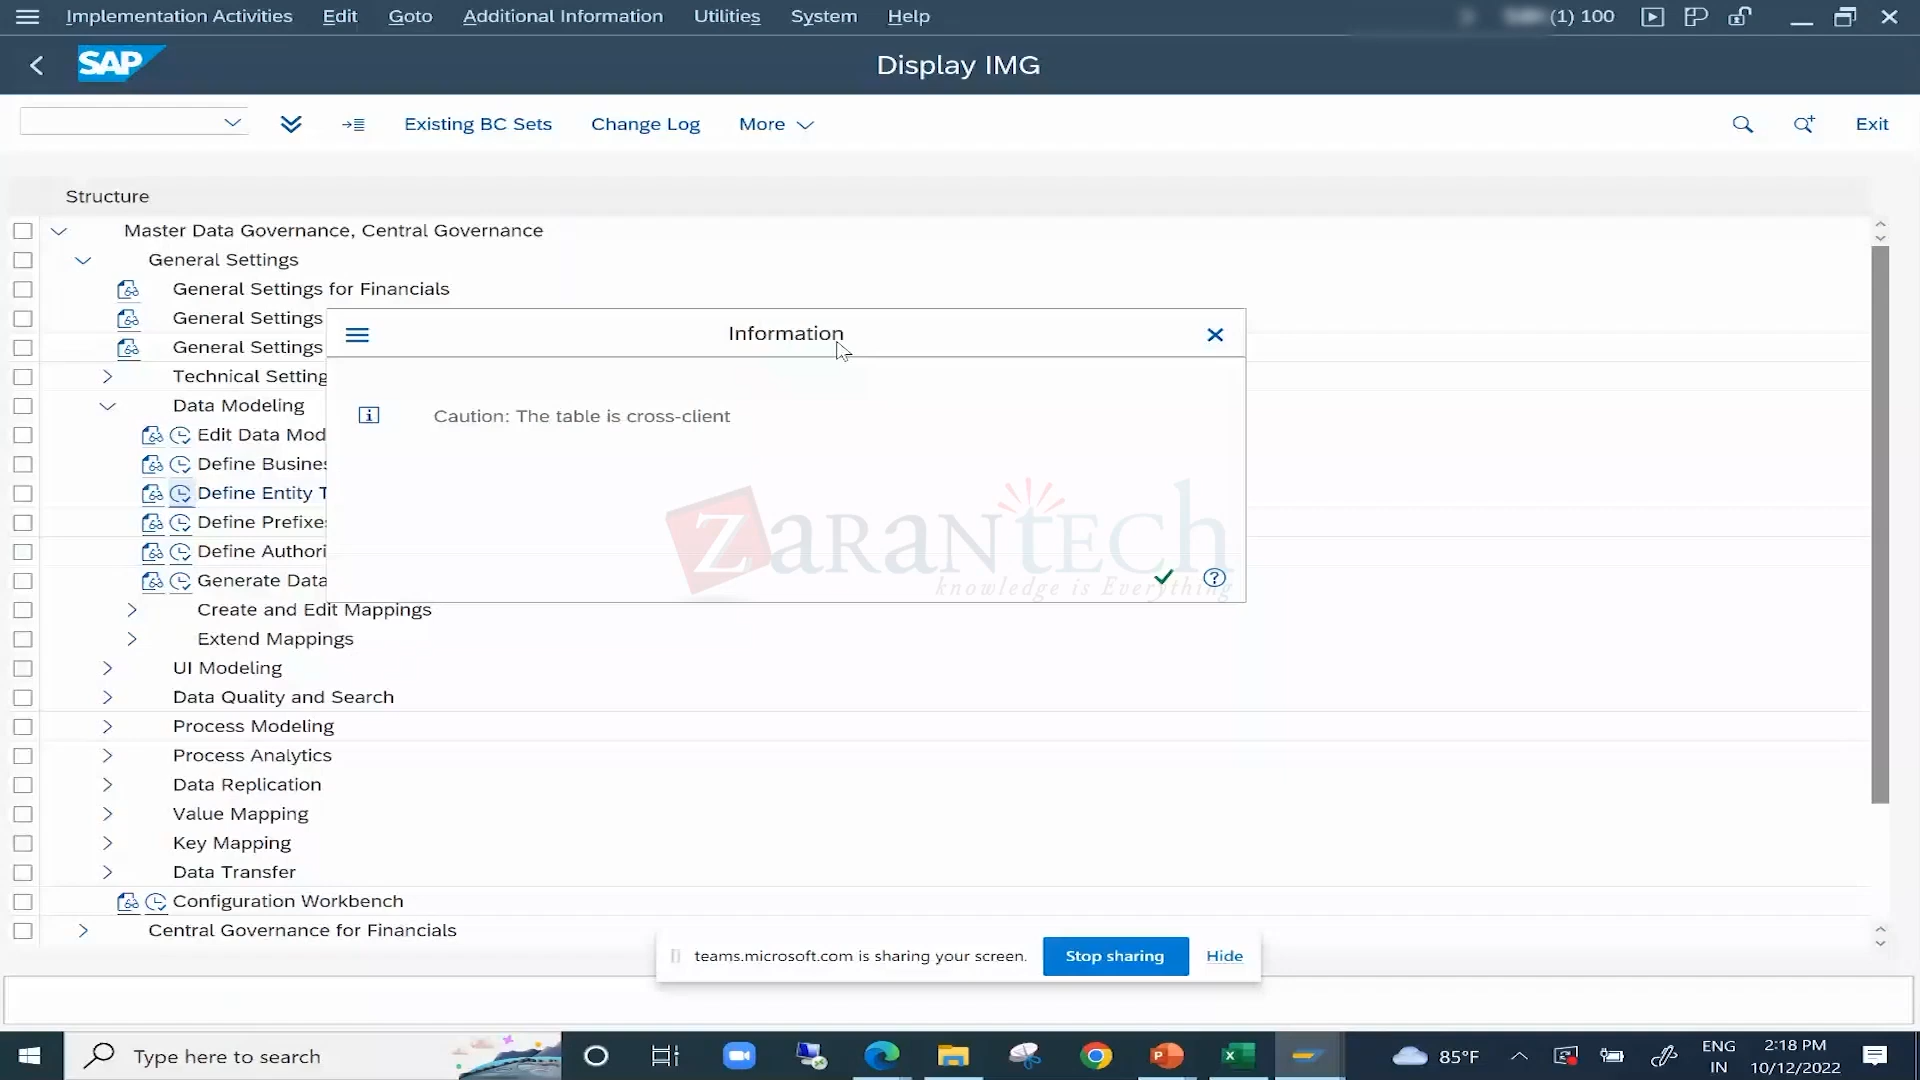 Implementation Activities Edit Goto Additional Information Utilities System Help (1) 100
SAP Display IMG
Existing BC Sets Change Log More Exit
Structure
Master Data Governance, Central Governance
General Settings
General Settings for Financials
General Settings
General Settings
Technical Setting
Data Modeling
Edit Data Mod
Define Busines
Define Entity T
Define Prefixes
Define Authori
Generate Data
Information
Caution: The table is cross-client
ZaranTech
knowledge is Everything
Create and Edit Mappings
Extend Mappings
UI Modeling
Data Quality and Search
Process Modeling
Process Analytics
Data Replication
Value Mapping
Key Mapping
Data Transfer
Configuration Workbench
Central Governance for Financials
teams.microsoft.com is sharing your screen. Stop sharing Hide
Type here to search
85°F
ENG
IN
2:18 PM
10/12/2022